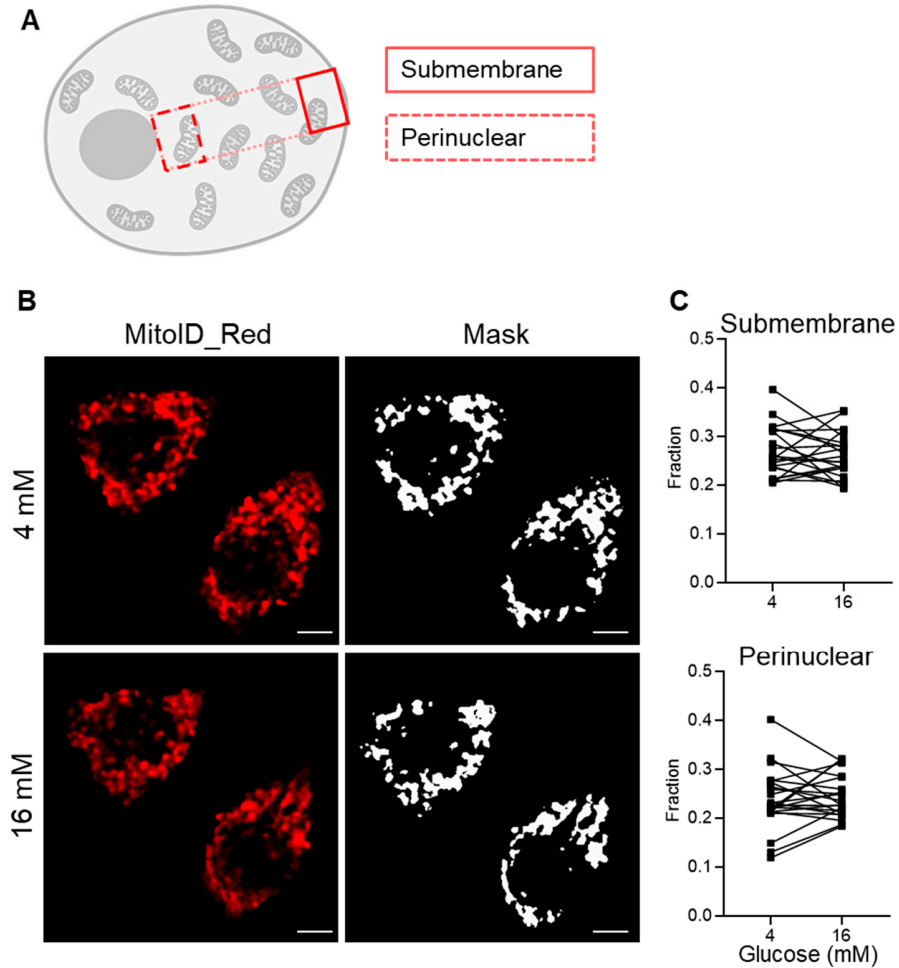 A
Submembrane
Perinuclear
B
MitoID_Red
Mask
4 mM
16 mM
C
Submembrane
0.5
0.4
0.3
0.2
0.1
0.0
Fraction
4 16
Perinuclear
0.5
0.4
0.3
0.2
0.1
0.0
Fraction
4 16
Glucose (mM)